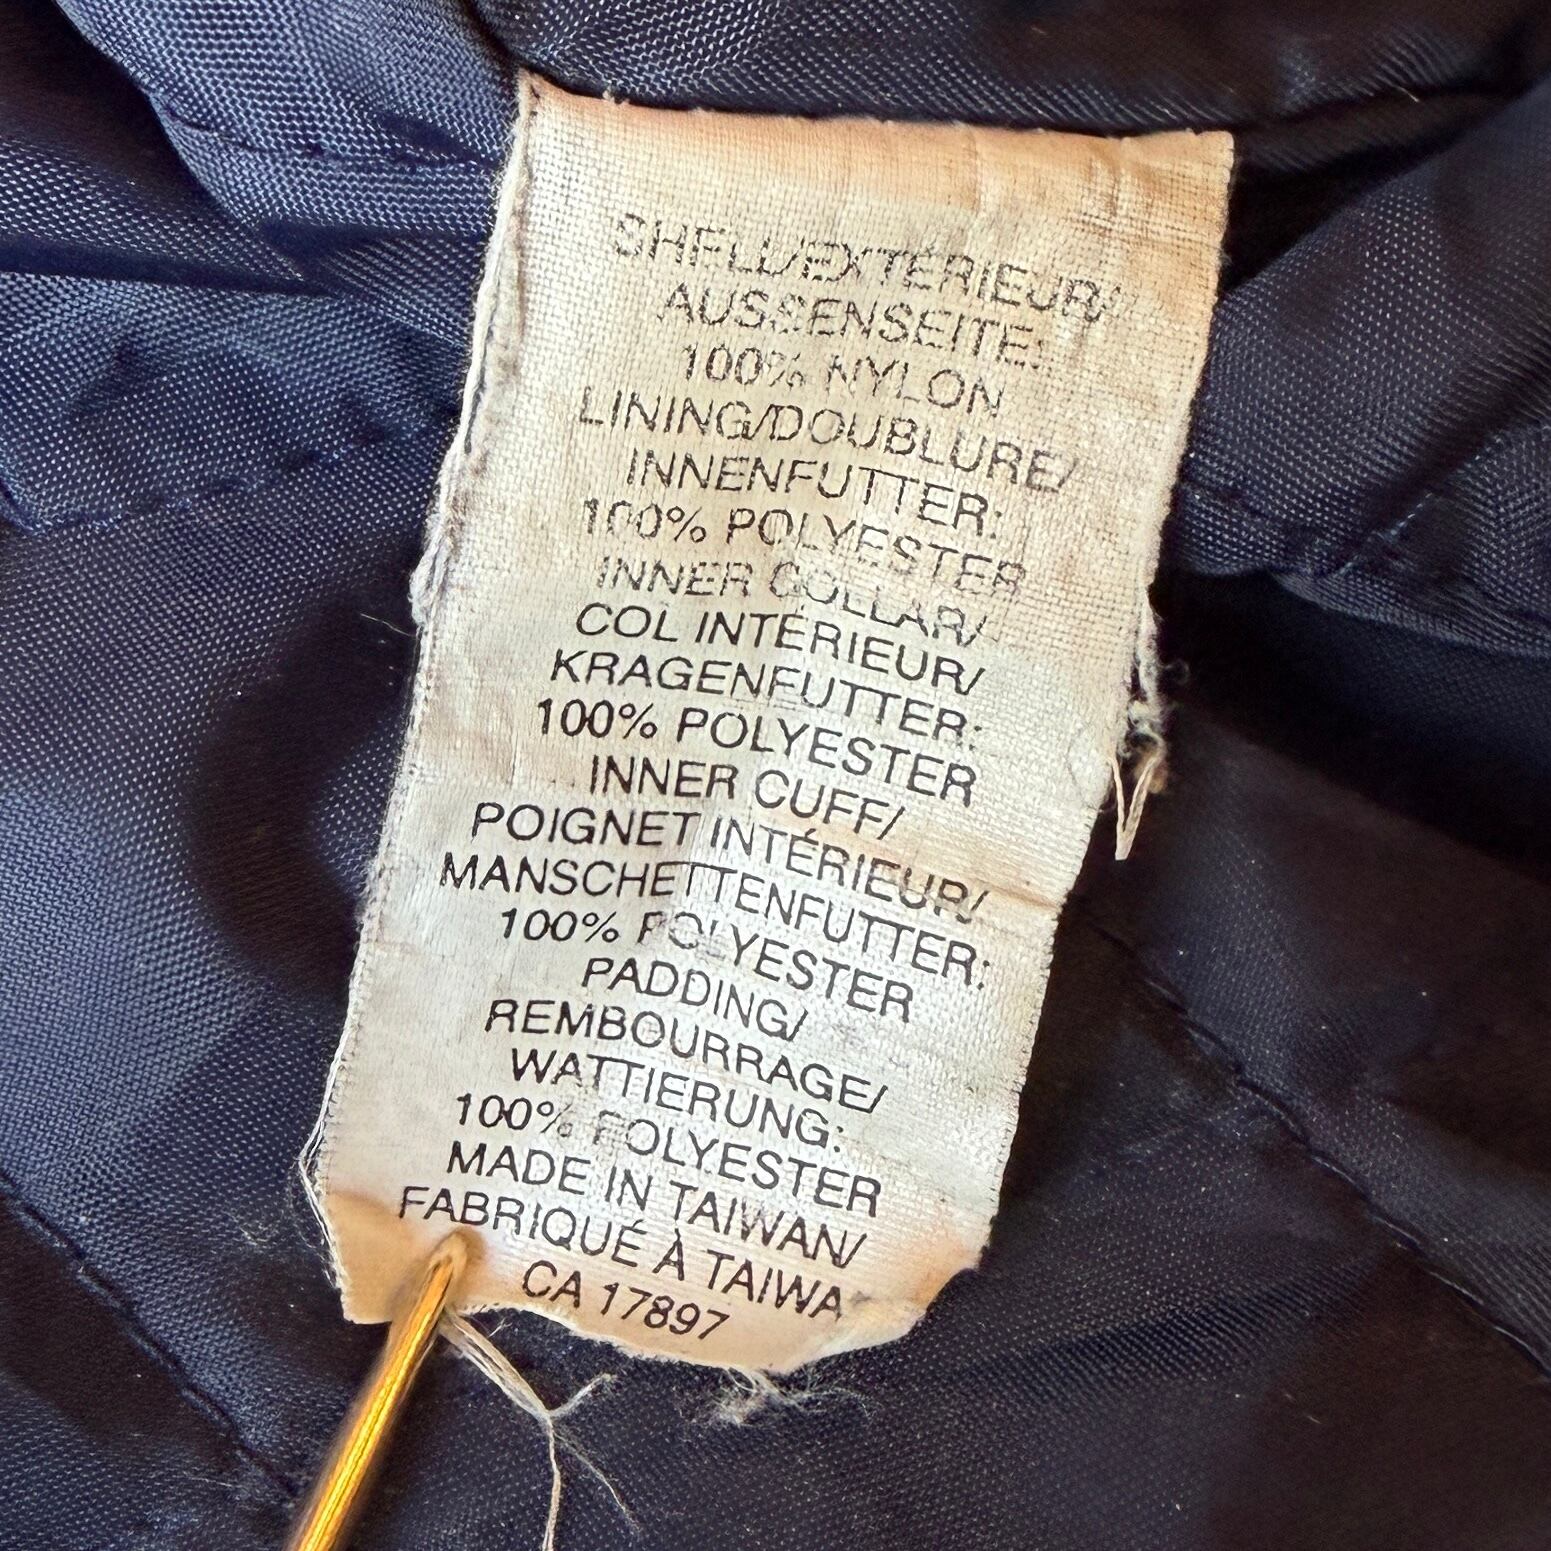 SHELL/EXTÉRIEUR/
AUSSENSEITE:
100% NYLON
LINING/DOUBLURE/
INNENFUTTER:
100% POLYESTER
INNER COLLAR/
COL INTÉRIEUR/
KRAGENFUTTER:
100% POLYESTER
INNER CUFF/
POIGNET INTÉRIEUR/
MANSCHETTENFUTTER:
100% POLYESTER
PADDING/
REMBOURRAGE/
WATTIERUNG:
100% POLYESTER
MADE IN TAIWAN/
FABRIQUÉ À TAIWA
CA 17897